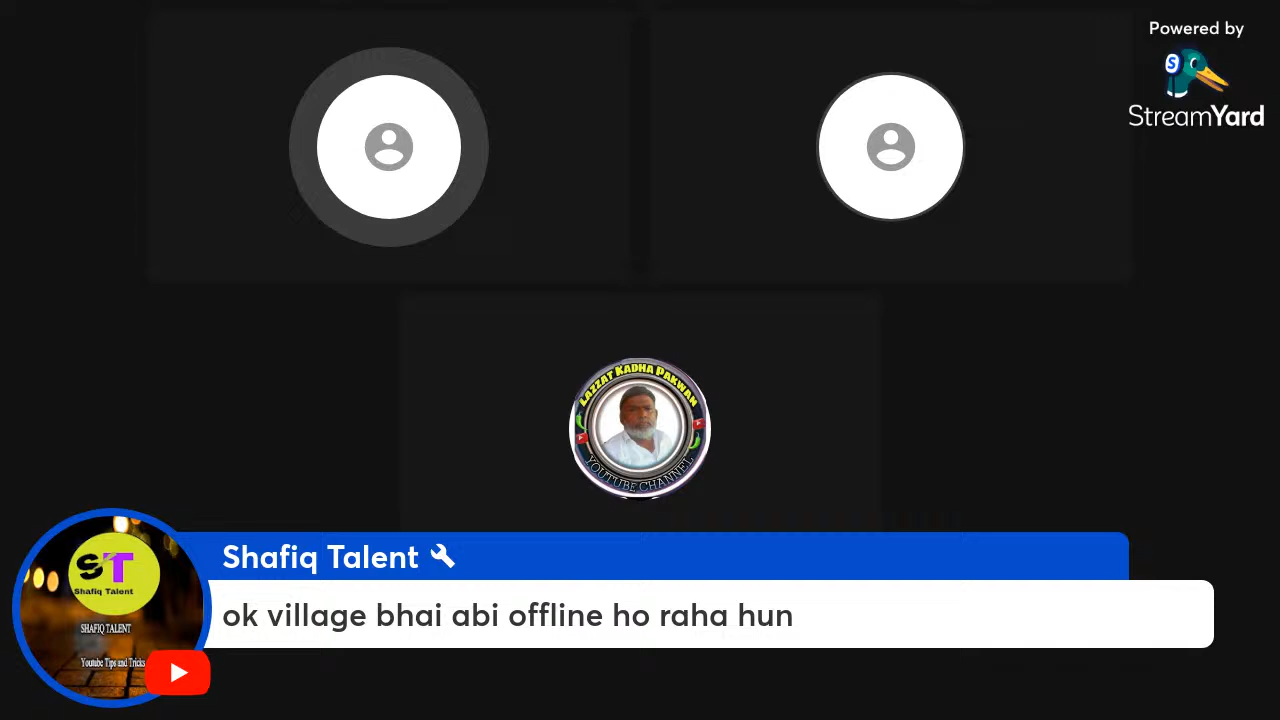 Powered by
S
StreamYard
LAZZAT KADHA PAKWAN
YOUTUBE CHANNEL
Shafiq Talent
ok village bhai abi offline ho raha hun
ST
Shafiq Talent
SHAFIQ TALENT
Youtube Tips and Tricks